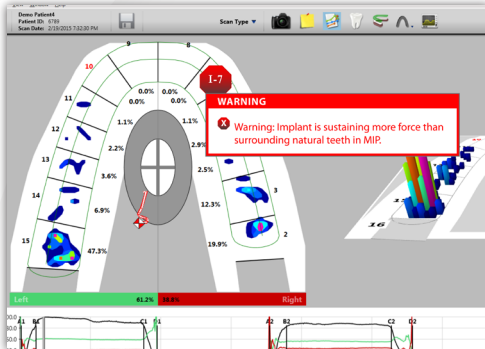 Demo Patient4
Patient ID: 6789
Scan Date: 2/19/2015 7:32:30 PM
Scan Type
9
8
10
I-7
WARNING
Warning: Implant is sustaining more force than
surrounding natural teeth in MIP.
11
0.0% 0.0%
0.0% 0.0%
12
1.1% 1.1%
2.2% 2.9%
13
3.6% 2.5%
14
3
6.9% 12.3%
15
2
47.3% 19.9%
16
Left 61.2% 38.8% Right
A1 B1 C1 D1 A2 B2 C2 D2